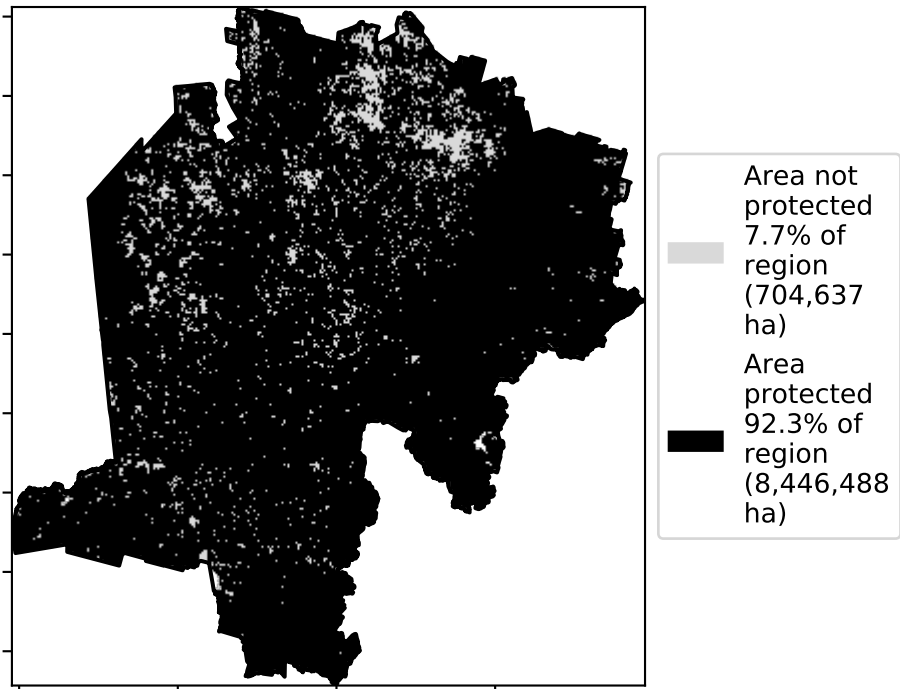 Area not
protected
7.7% of
region
(704,637
ha)
Area
protected
92.3% of
region
(8,446,488
ha)